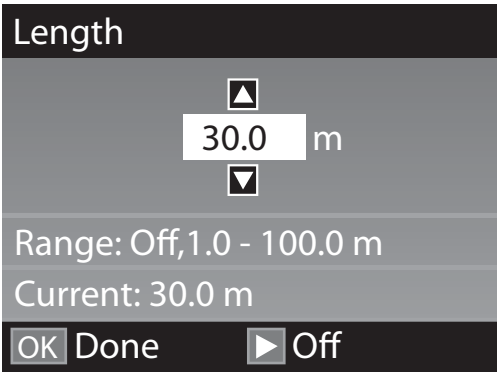 Length
30.0 m
Range: Off,1.0 - 100.0 m
Current: 30.0 m
OK Done Off